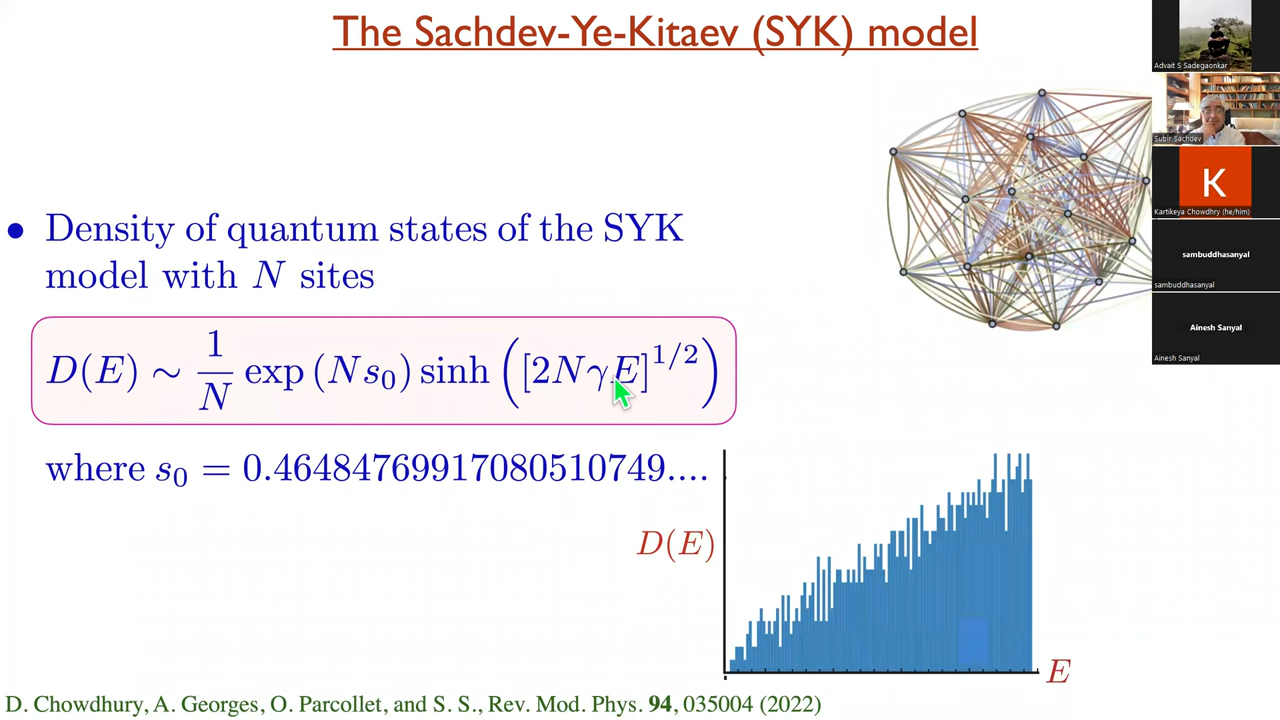 The Sachdev-Ye-Kitaev (SYK) model
• Density of quantum states of the SYK
model with N sites
D(E) ∼ 1/N exp (Ns₀) sinh ([2NγE]^{1/2})
where s₀ = 0.46484769917080510749....
D(E)
E
D. Chowdhury, A. Georges, O. Parcollet, and S. S., Rev. Mod. Phys. 94, 035004 (2022)
Advait S Sadegaonkar
Subir Sachdev
K
Kartikeya Chowdhry (he/him)
sambuddhasanyal
sambuddhasanyal
Ainesh Sanyal
Ainesh Sanyal